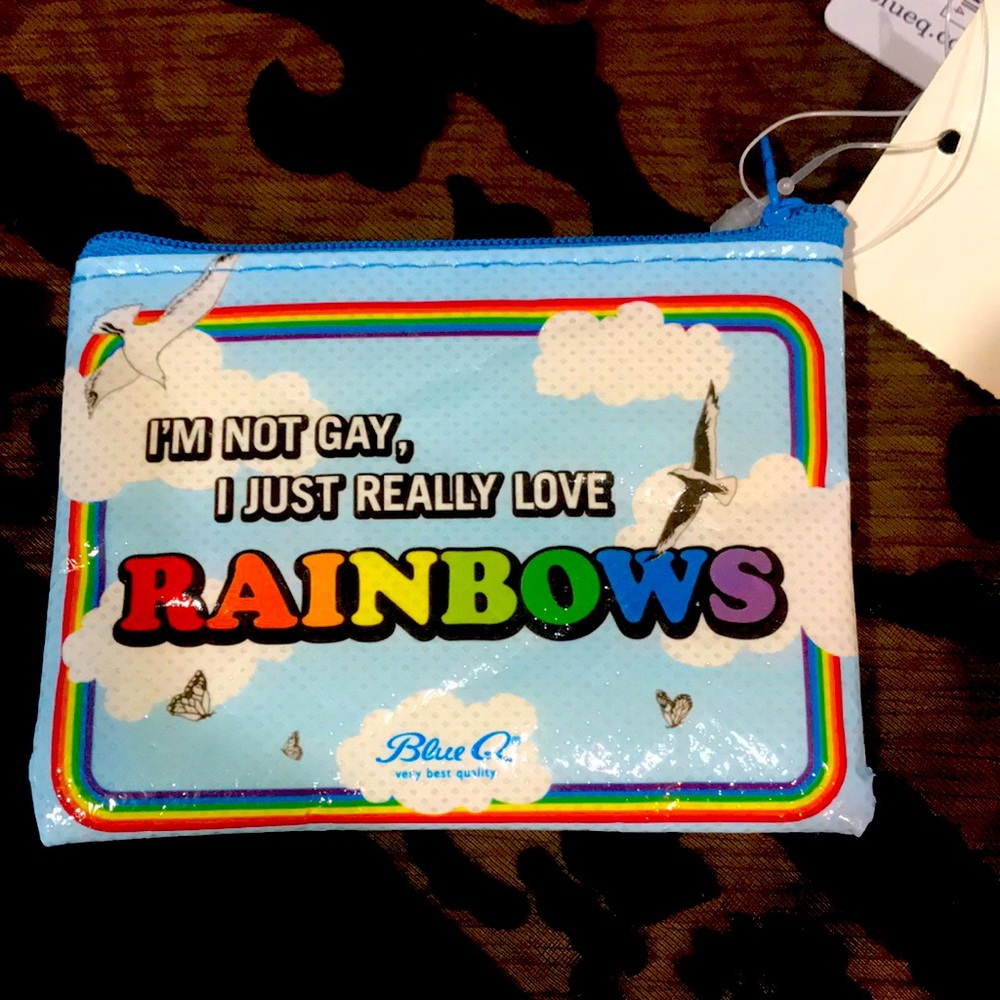 I'M NOT GAY,
I JUST REALLY LOVE
RAINBOWS
Blue Q
very best quality